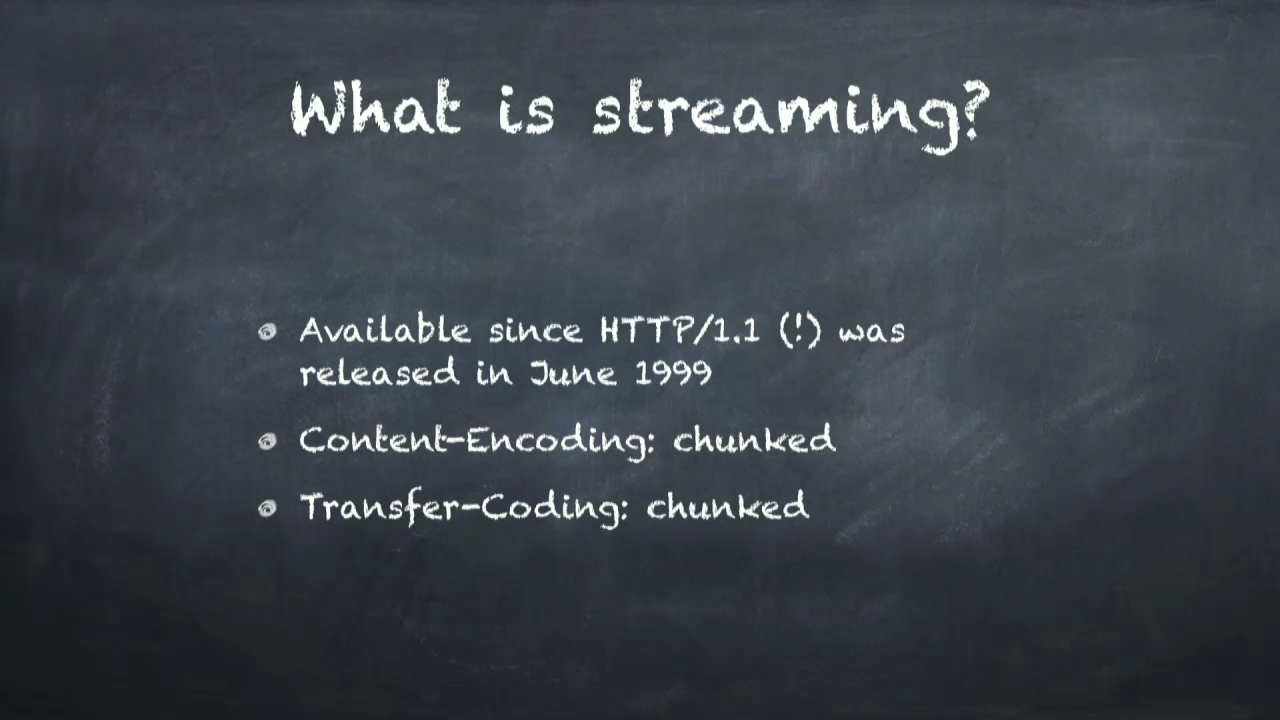 What is streaming?
Available since HTTP/1.1 (!) was
released in June 1999
Content-Encoding: chunked
Transfer-Coding: chunked